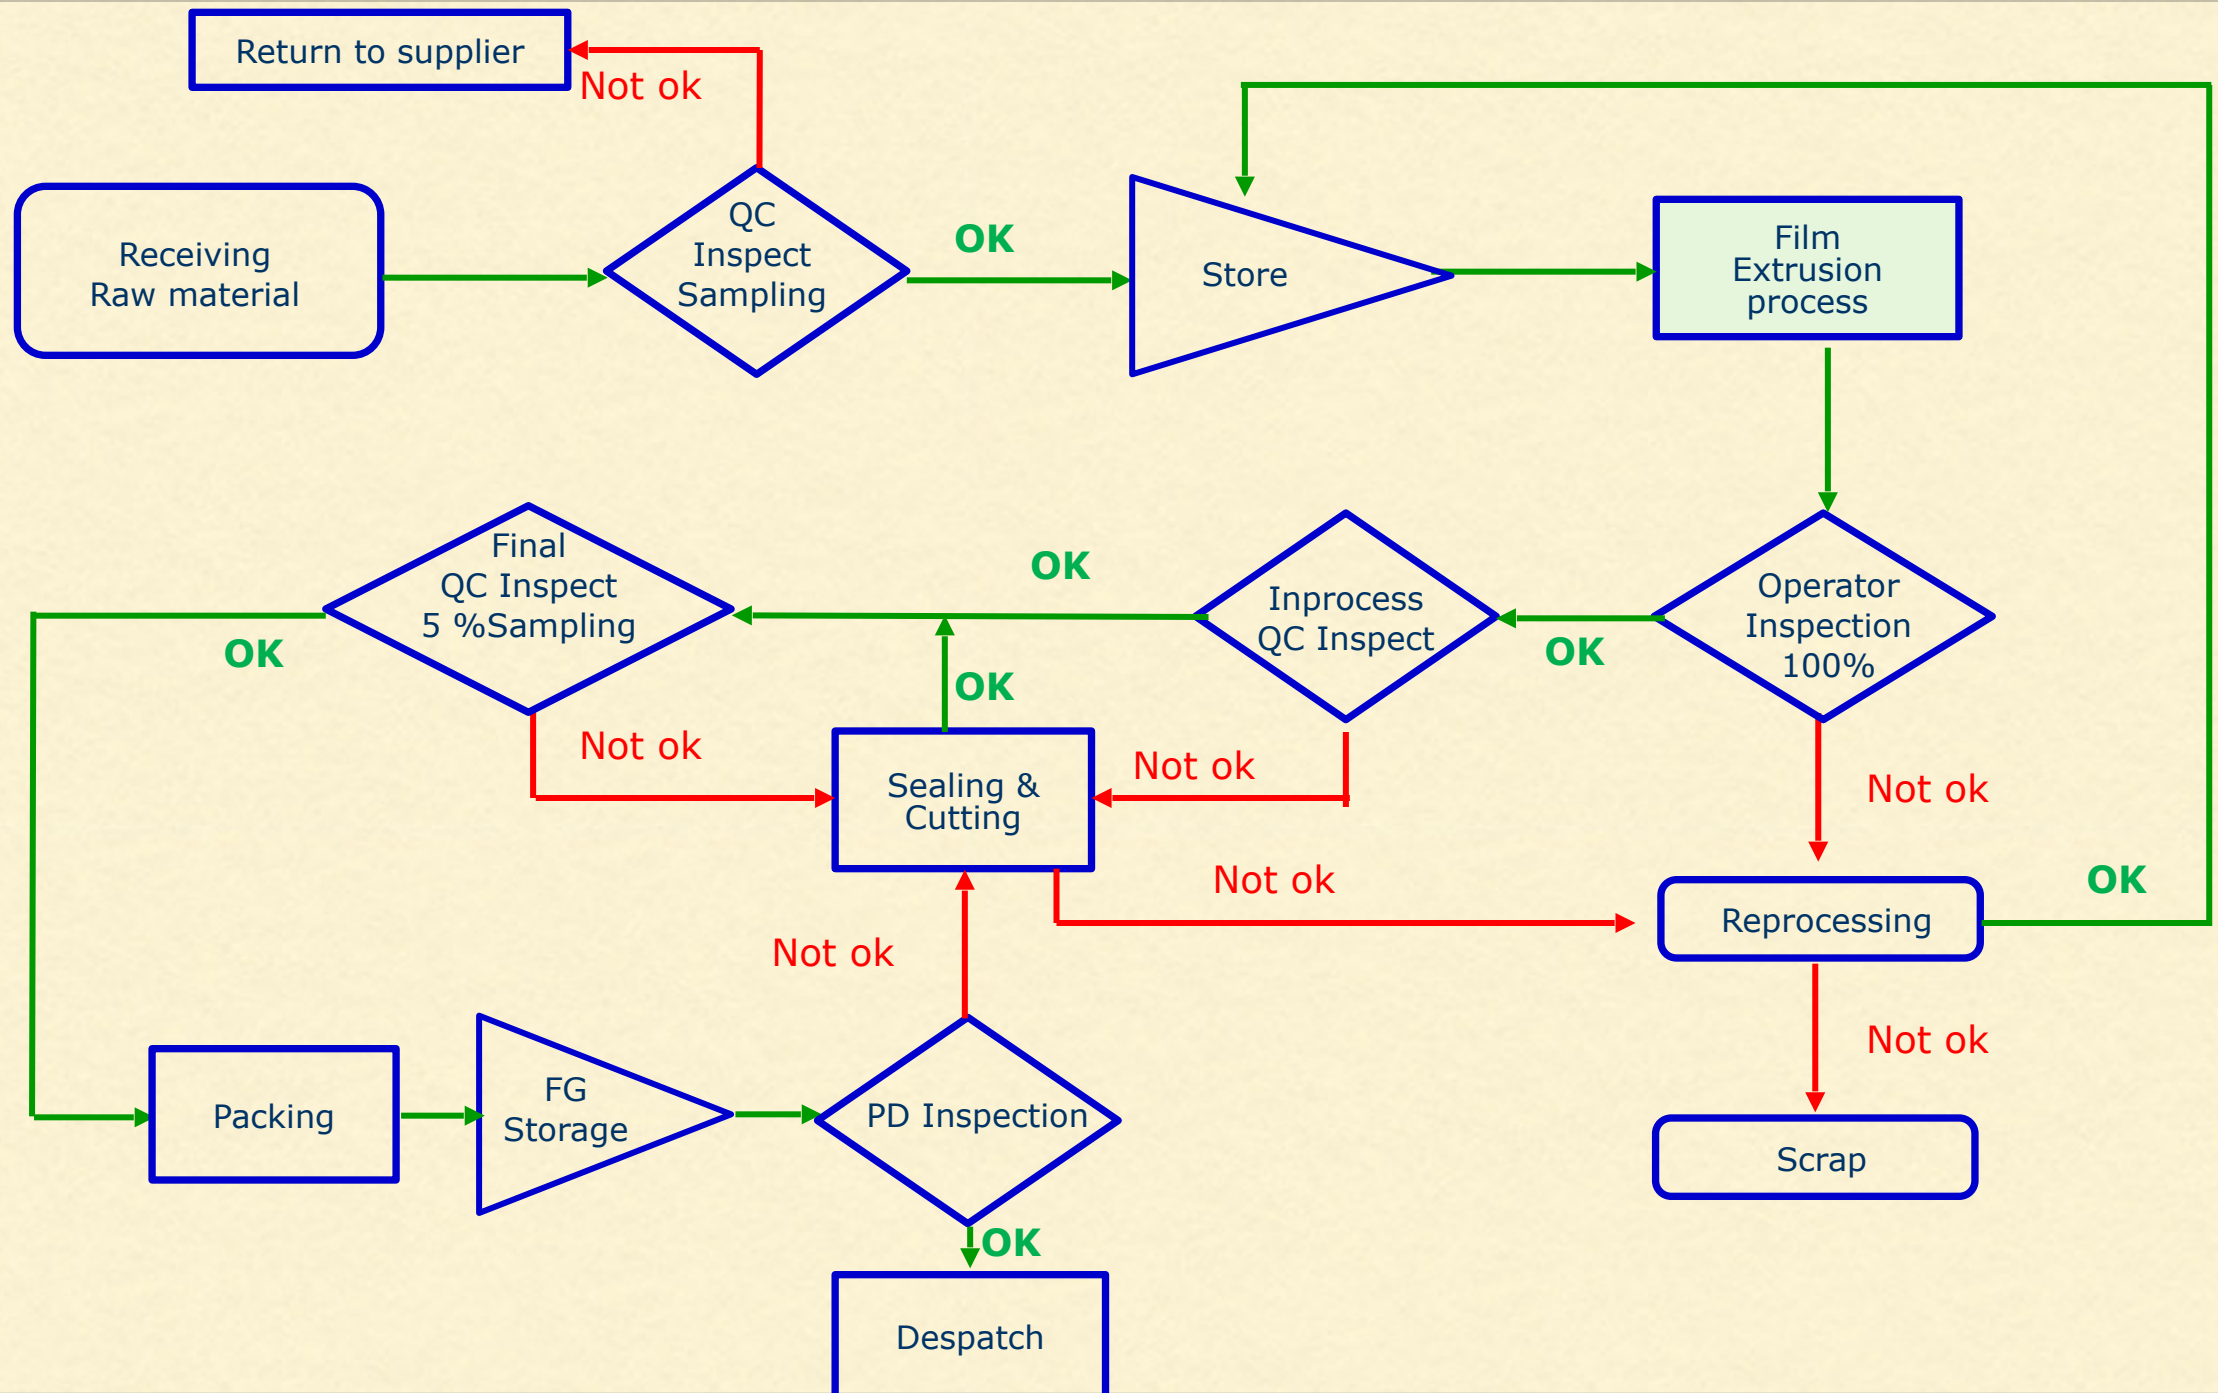 Return to supplier
Not ok
Receiving
Raw material
QC
Inspect
Sampling
OK
Store
Film
Extrusion
process
Final
QC Inspect
5 %Sampling
OK
OK
Inprocess
QC Inspect
OK
Operator
Inspection
100%
OK
Not ok
Sealing &
Cutting
Not ok
Not ok
Not ok
Not ok
Reprocessing
OK
Not ok
Packing
FG
Storage
PD Inspection
Scrap
OK
Despatch